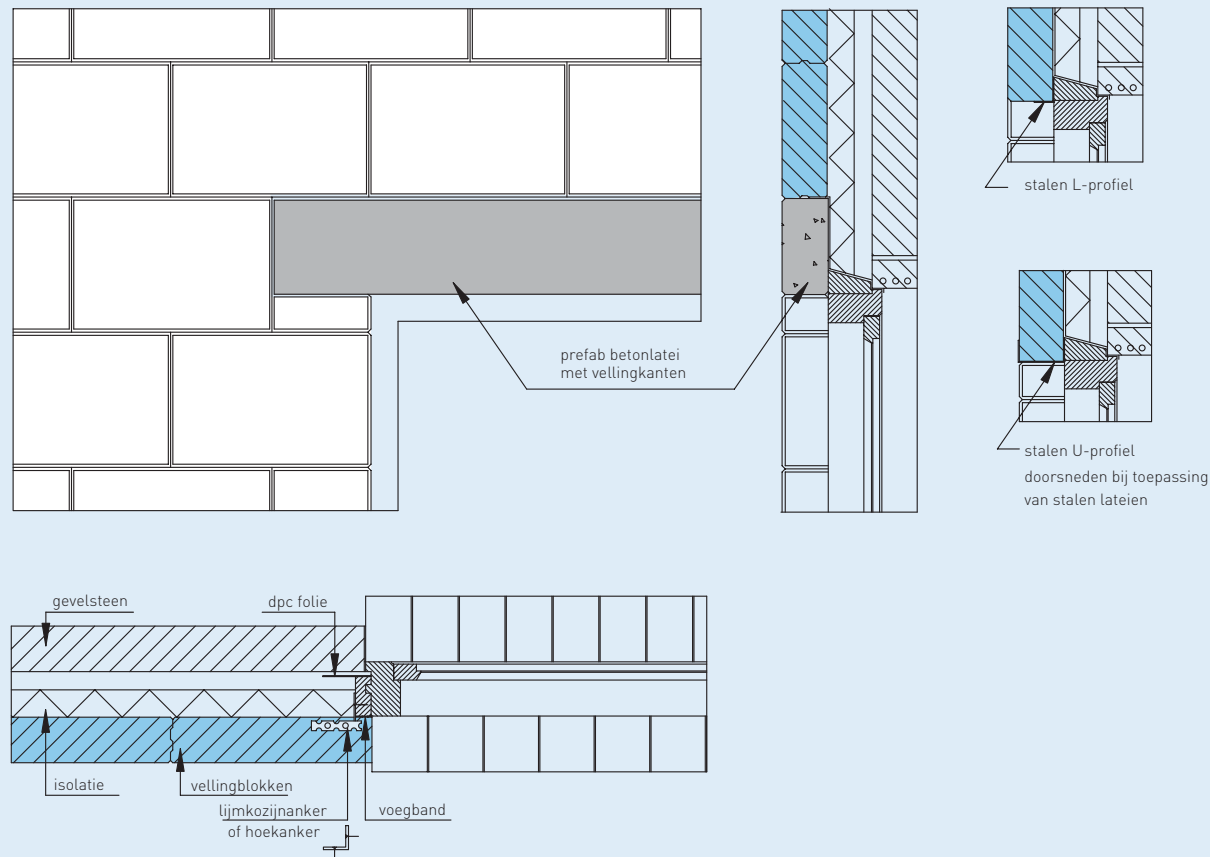 stalen L-profiel
prefab betonlatei
met vellingkanten
stalen U-profiel
doorsneden bij toepassing
van stalen lateien
gevelsteen
dpc folie
isolatie
vellingblokken
lijmkozijnanker
of hoekanker
voegband